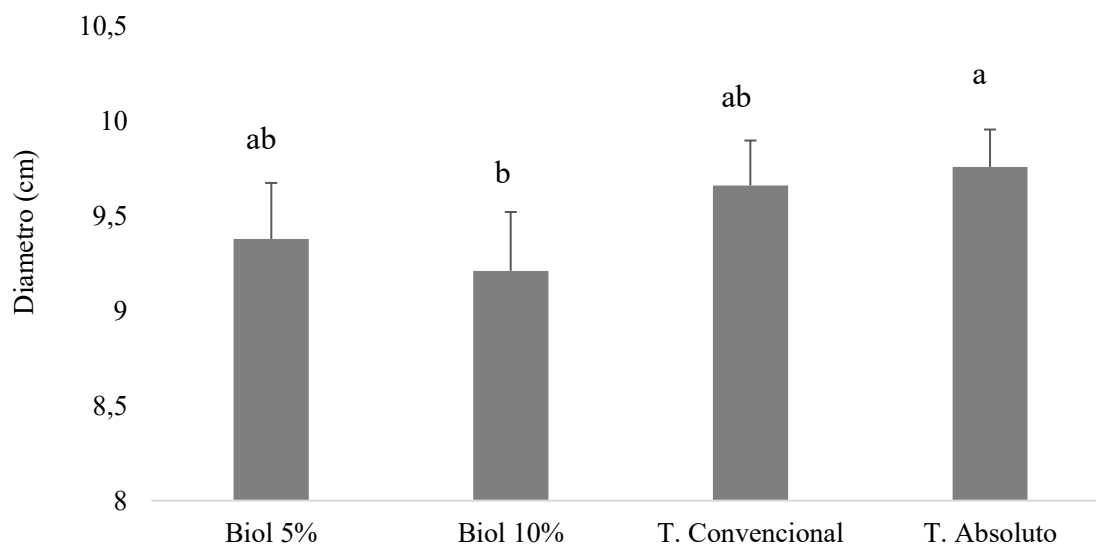 10,5
10
9,5
9
8,5
8
Diametro (cm)
ab
b
ab
a
Biol 5%
Biol 10%
T. Convencional
T. Absoluto